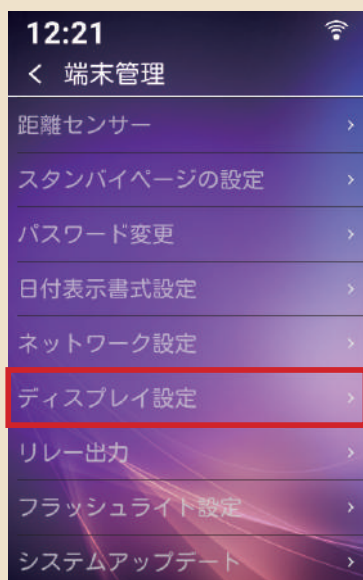 12:21
< 端末管理
距離センサー >
スタンバイページの設定 >
パスワード変更 >
日付表示書式設定 >
ネットワーク設定 >
ディスプレイ設定 >
リレー出力 >
フラッシュライト設定 >
システムアップデート >